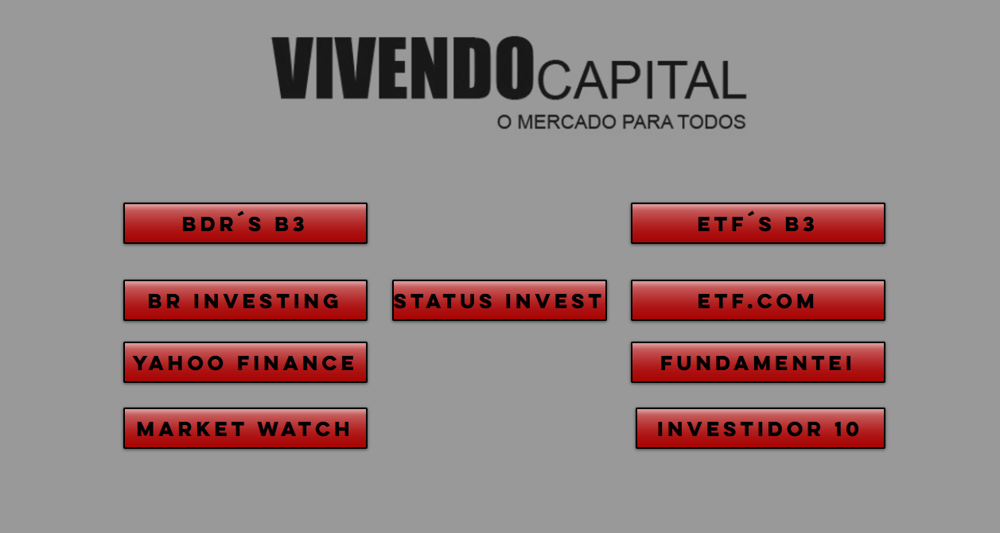 VIVENDOCAPITAL
O MERCADO PARA TODOS
BDR´S B3
ETF´S B3
BR INVESTING
STATUS INVEST
ETF.COM
YAHOO FINANCE
FUNDAMENTEI
MARKET WATCH
INVESTIDOR 10